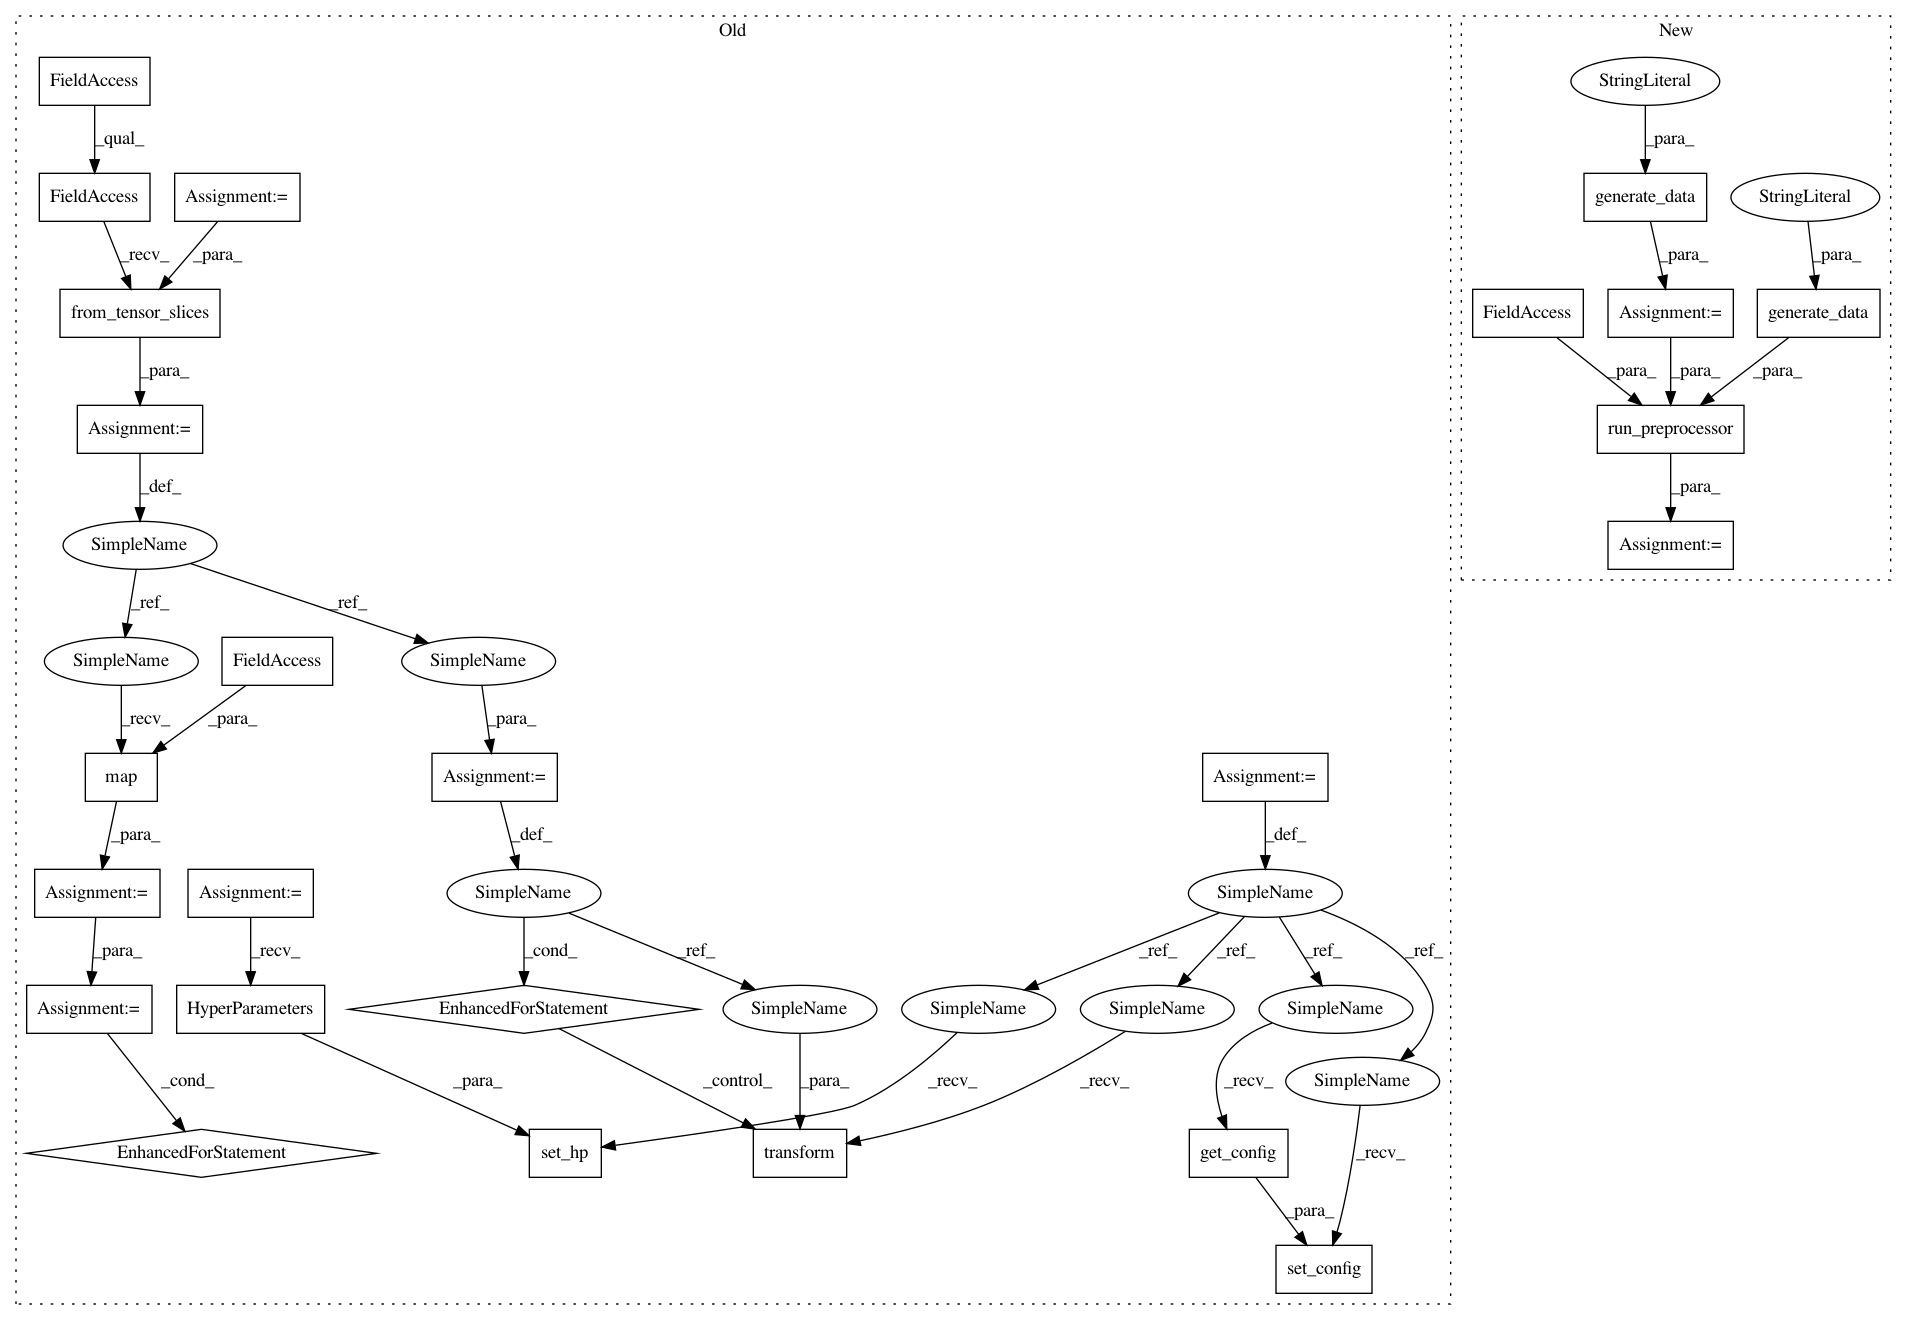 Old
New
FieldAccess
StringLiteral
_qual_
_para_
FieldAccess
Assignment:=
generate_data
StringLiteral
_recv_
_para_
_para_
_para_
from_tensor_slices
FieldAccess
Assignment:=
generate_data
_para_
_para_
_para_
_para_
Assignment:=
run_preprocessor
_def_
_para_
SimpleName
Assignment:=
_ref_
_ref_
SimpleName
FieldAccess
SimpleName
_recv_
_para_
_para_
map
Assignment:=
Assignment:=
_para_
_def_
_def_
Assignment:=
Assignment:=
SimpleName
SimpleName
_para_
_recv_
_cond_
_ref_
_ref_
_ref_
_ref_
_ref_
Assignment:=
HyperParameters
EnhancedForStatement
SimpleName
SimpleName
SimpleName
SimpleName
SimpleName
_cond_
_para_
_control_
_para_
_recv_
_recv_
_recv_
EnhancedForStatement
set_hp
transform
get_config
_recv_
_para_
set_config